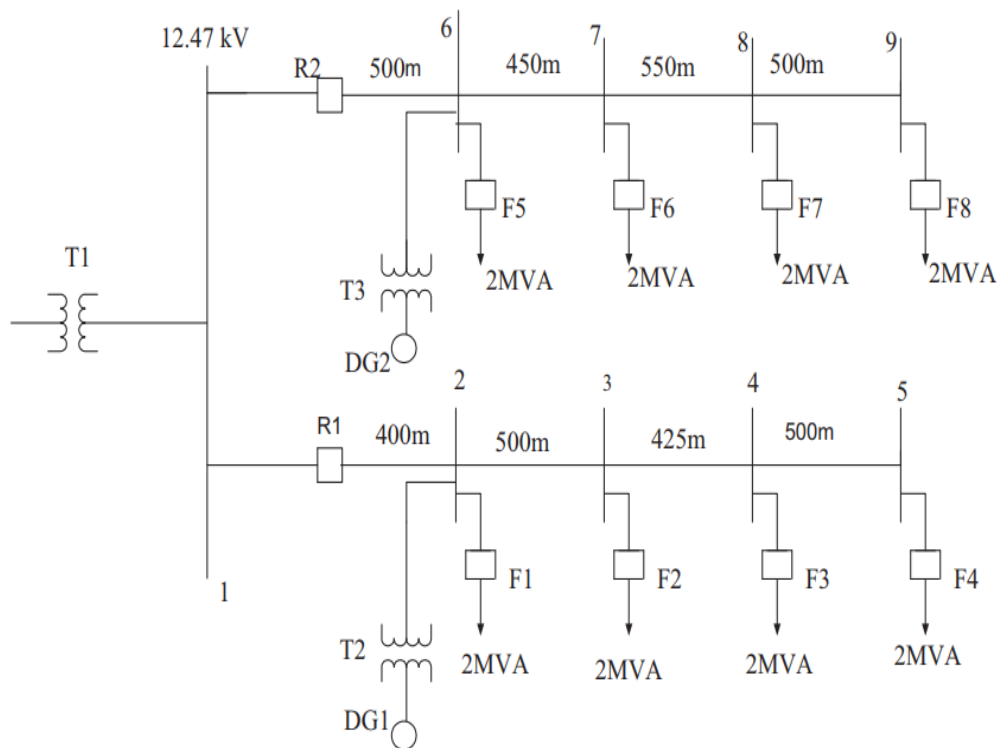 12.47 kV
R2
500m
6
450m
7
550m
8
500m
9
F5
F6
F7
F8
2MVA
2MVA
2MVA
2MVA
T1
T3
DG2
R1
400m
2
500m
3
425m
4
500m
5
1
F1
F2
F3
F4
T2
2MVA
2MVA
2MVA
2MVA
DG1